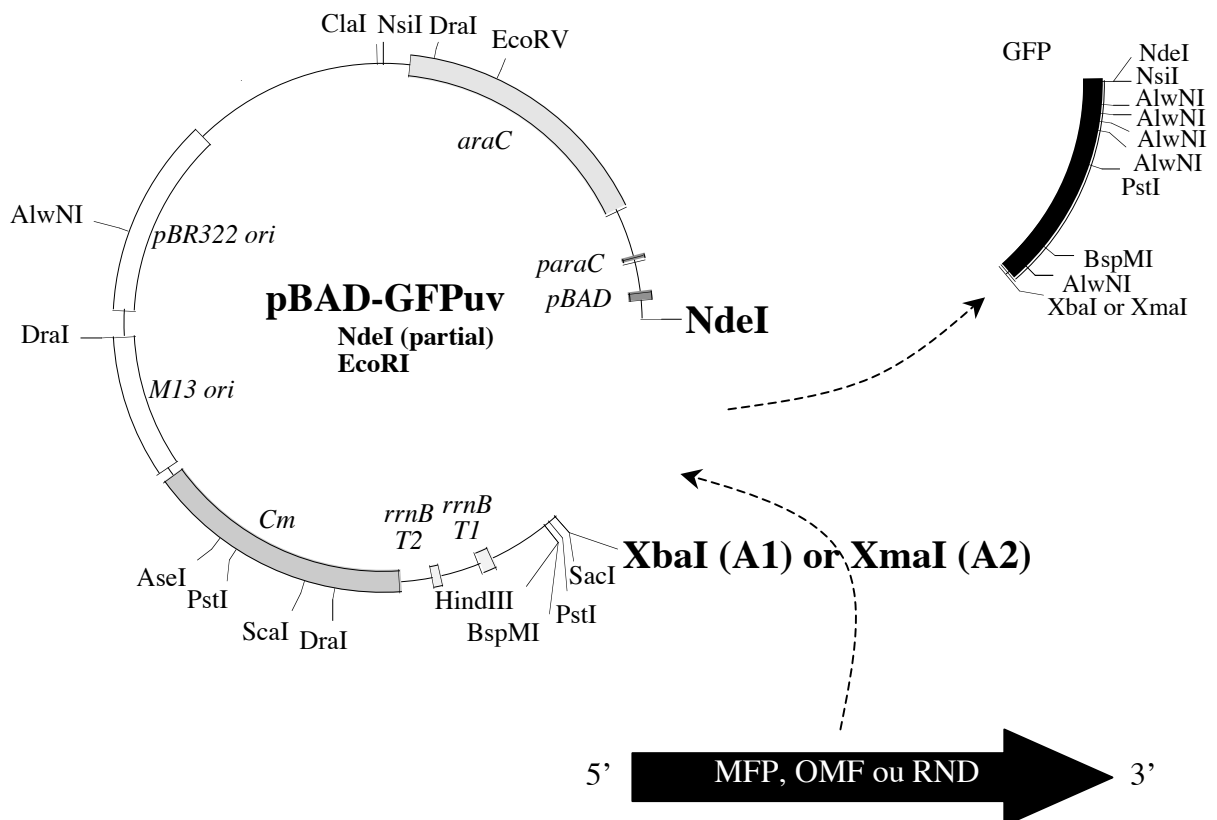 ClaI
NsiI
DraI
EcoRV
araC
AlwNI
pBR322 ori
paraC
pBAD
pBAD-GFPuv
NdeI (partial)
EcoRI
NdeI
DraI
M13 ori
Cm
rrnB
T2
rrnB
T1
AseI
PstI
ScaI
DraI
HindIII
BspMI
PstI
SacI
XbaI (A1) or XmaI (A2)
GFP
NdeI
NsiI
AlwNI
AlwNI
AlwNI
AlwNI
PstI
BspMI
AlwNI
XbaI or XmaI
5’ MFP, OMF ou RND 3’